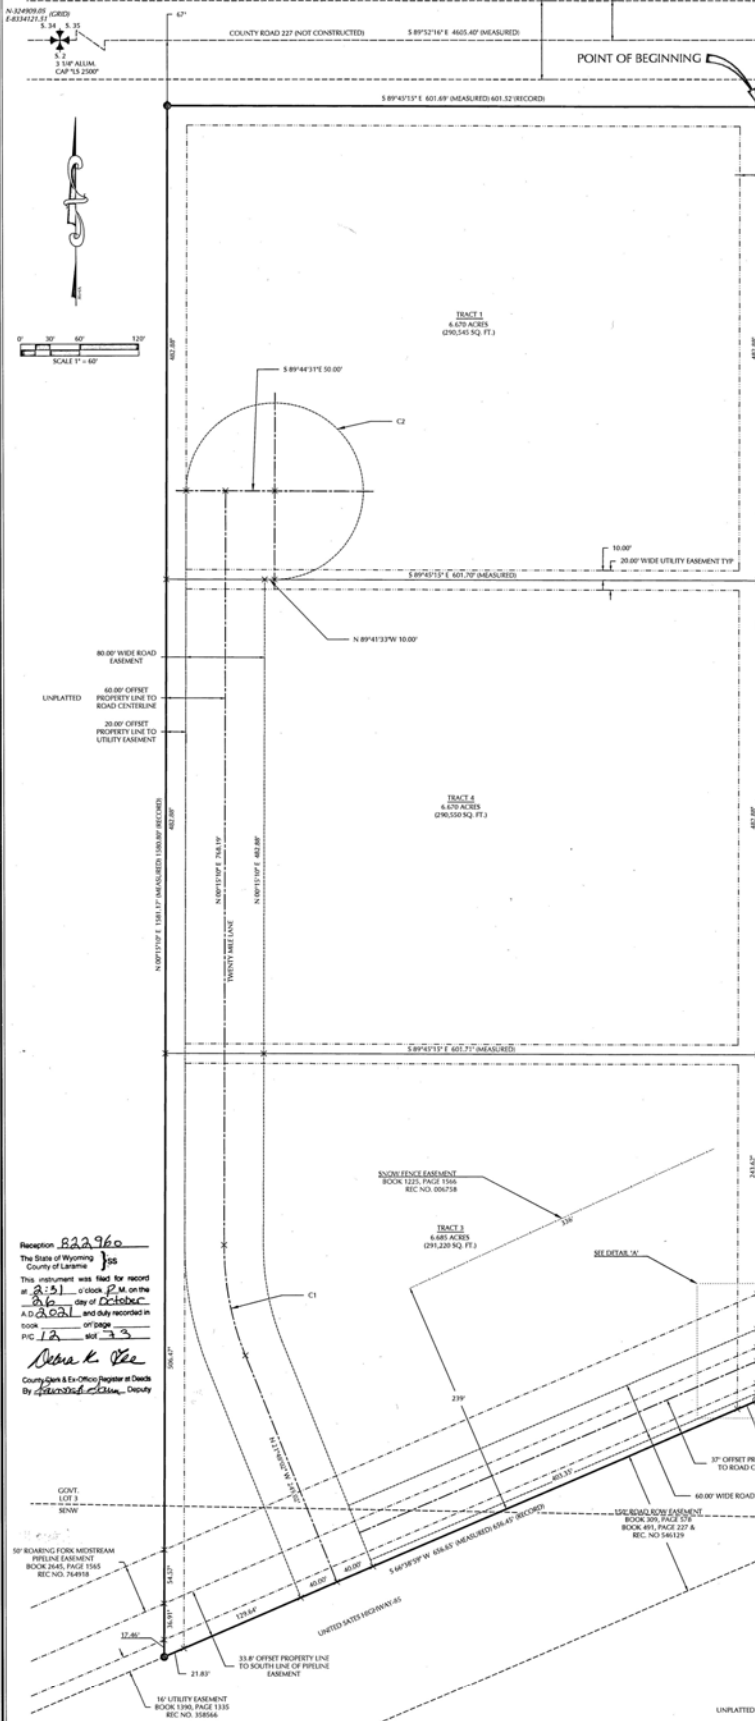 N-324909.05 (GRID)
E-8334121.51
S. 34 S. 35
S. 2
3 1/4" ALUM.
CAP "LS 2500"
67'
COUNTY ROAD 227 (NOT CONSTRUCTED)
S 89°52'16" E 4605.40' (MEASURED)
POINT OF BEGINNING
S 89°45'15" E 601.69' (MEASURED) 601.52'(RECORD)
0' 30' 60' 120'
SCALE 1" = 60'
482.88'
TRACT 1
6.670 ACRES
(290,545 SQ. FT.)
482.88'
S 89°44'31"E 50.00'
C2
10.00'
20.00' WIDE UTILITY EASEMENT TYP
S 89°45'15" E 601.70' (MEASURED)
N 89°41'33"W 10.00'
80.00' WIDE ROAD
EASEMENT
UNPLATTED
60.00' OFFSET
PROPERTY LINE TO
ROAD CENTERLINE
20.00' OFFSET
PROPERTY LINE TO
UTILITY EASEMENT
TRACT 4
6.670 ACRES
(290,550 SQ. FT.)
482.88'
482.88'
N 00°15'10" E 1581.17' (MEASURED) 1580.80' (RECORD)
N 00°15'10" E 768.19'
TWENTY MILE LANE
N 00°15'10" E 482.88'
S 89°45'15" E 601.71' (MEASURED)
SNOW FENCE EASEMENT
BOOK 1225, PAGE 1566
REC NO. 006758
336'
243.62'
TRACT 3
6.685 ACRES
(291,220 SQ. FT.)
SEE DETAIL 'A'
Reception 822960
The State of Wyoming
County of Laramie }ss
This instrument was filed for record
at 2:31 o'clock P.M. on the
26 day of October
A.D. 2021 and duly recorded in
book on page
P/C 12 slot 73
Debra K. Lee
County Clerk & Ex-Officio Register of Deeds
By Deputy
C1
506.47'
239'
37' OFFSET PR
TO ROAD C
60.00' WIDE ROAD
403.35'
GOVT.
LOT 3
SENW
150' ROAD ROW EASEMENT
BOOK 309, PAGE 578
BOOK 491, PAGE 227 &
REC. NO 546129
S 66°38'59" W 656.65' (MEASURED) 656.45' (RECORD)
50' ROARING FORK MIDSTREAM
PIPELINE EASEMENT
BOOK 2645, PAGE 1565
REC NO. 764918
54.57'
36.91'
17.46'
129.64'
40.00'
40.00'
UNITED SATES HIGHWAY-85
33.8' OFFSET PROPERTY LINE
TO SOUTH LINE OF PIPELINE
EASEMENT
21.83'
16' UTILITY EASEMENT
BOOK 1390, PAGE 1335
REC NO. 358566
UNPLATTED